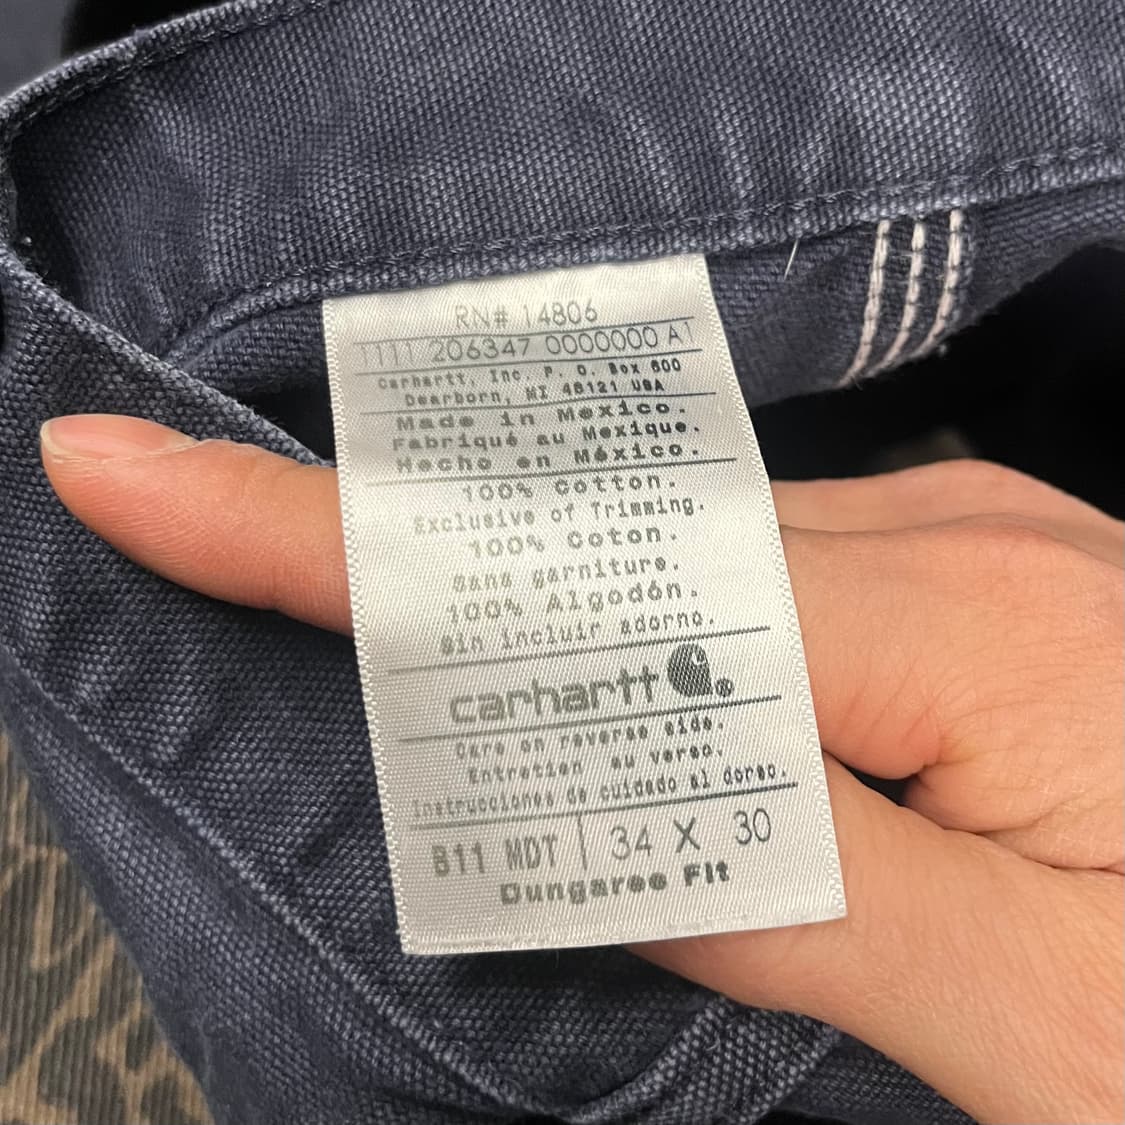 RN# 14806
1111 206347 0000000 A1
Carhartt, Inc. P. O. Box 600
Dearborn, MI 48121 USA
Made in Mexico.
Fabriqué au Mexique.
Hecho en México.
100% Cotton.
Exclusive of Trimming.
100% Coton.
Sans garniture.
100% Algodón.
Sin incluir adorno.
carhartt ®
Care on reverse side.
Entretien au verso.
Instrucciones de cuidado al dorso.
B11 MDT | 34 X 30
Dungaree Fit